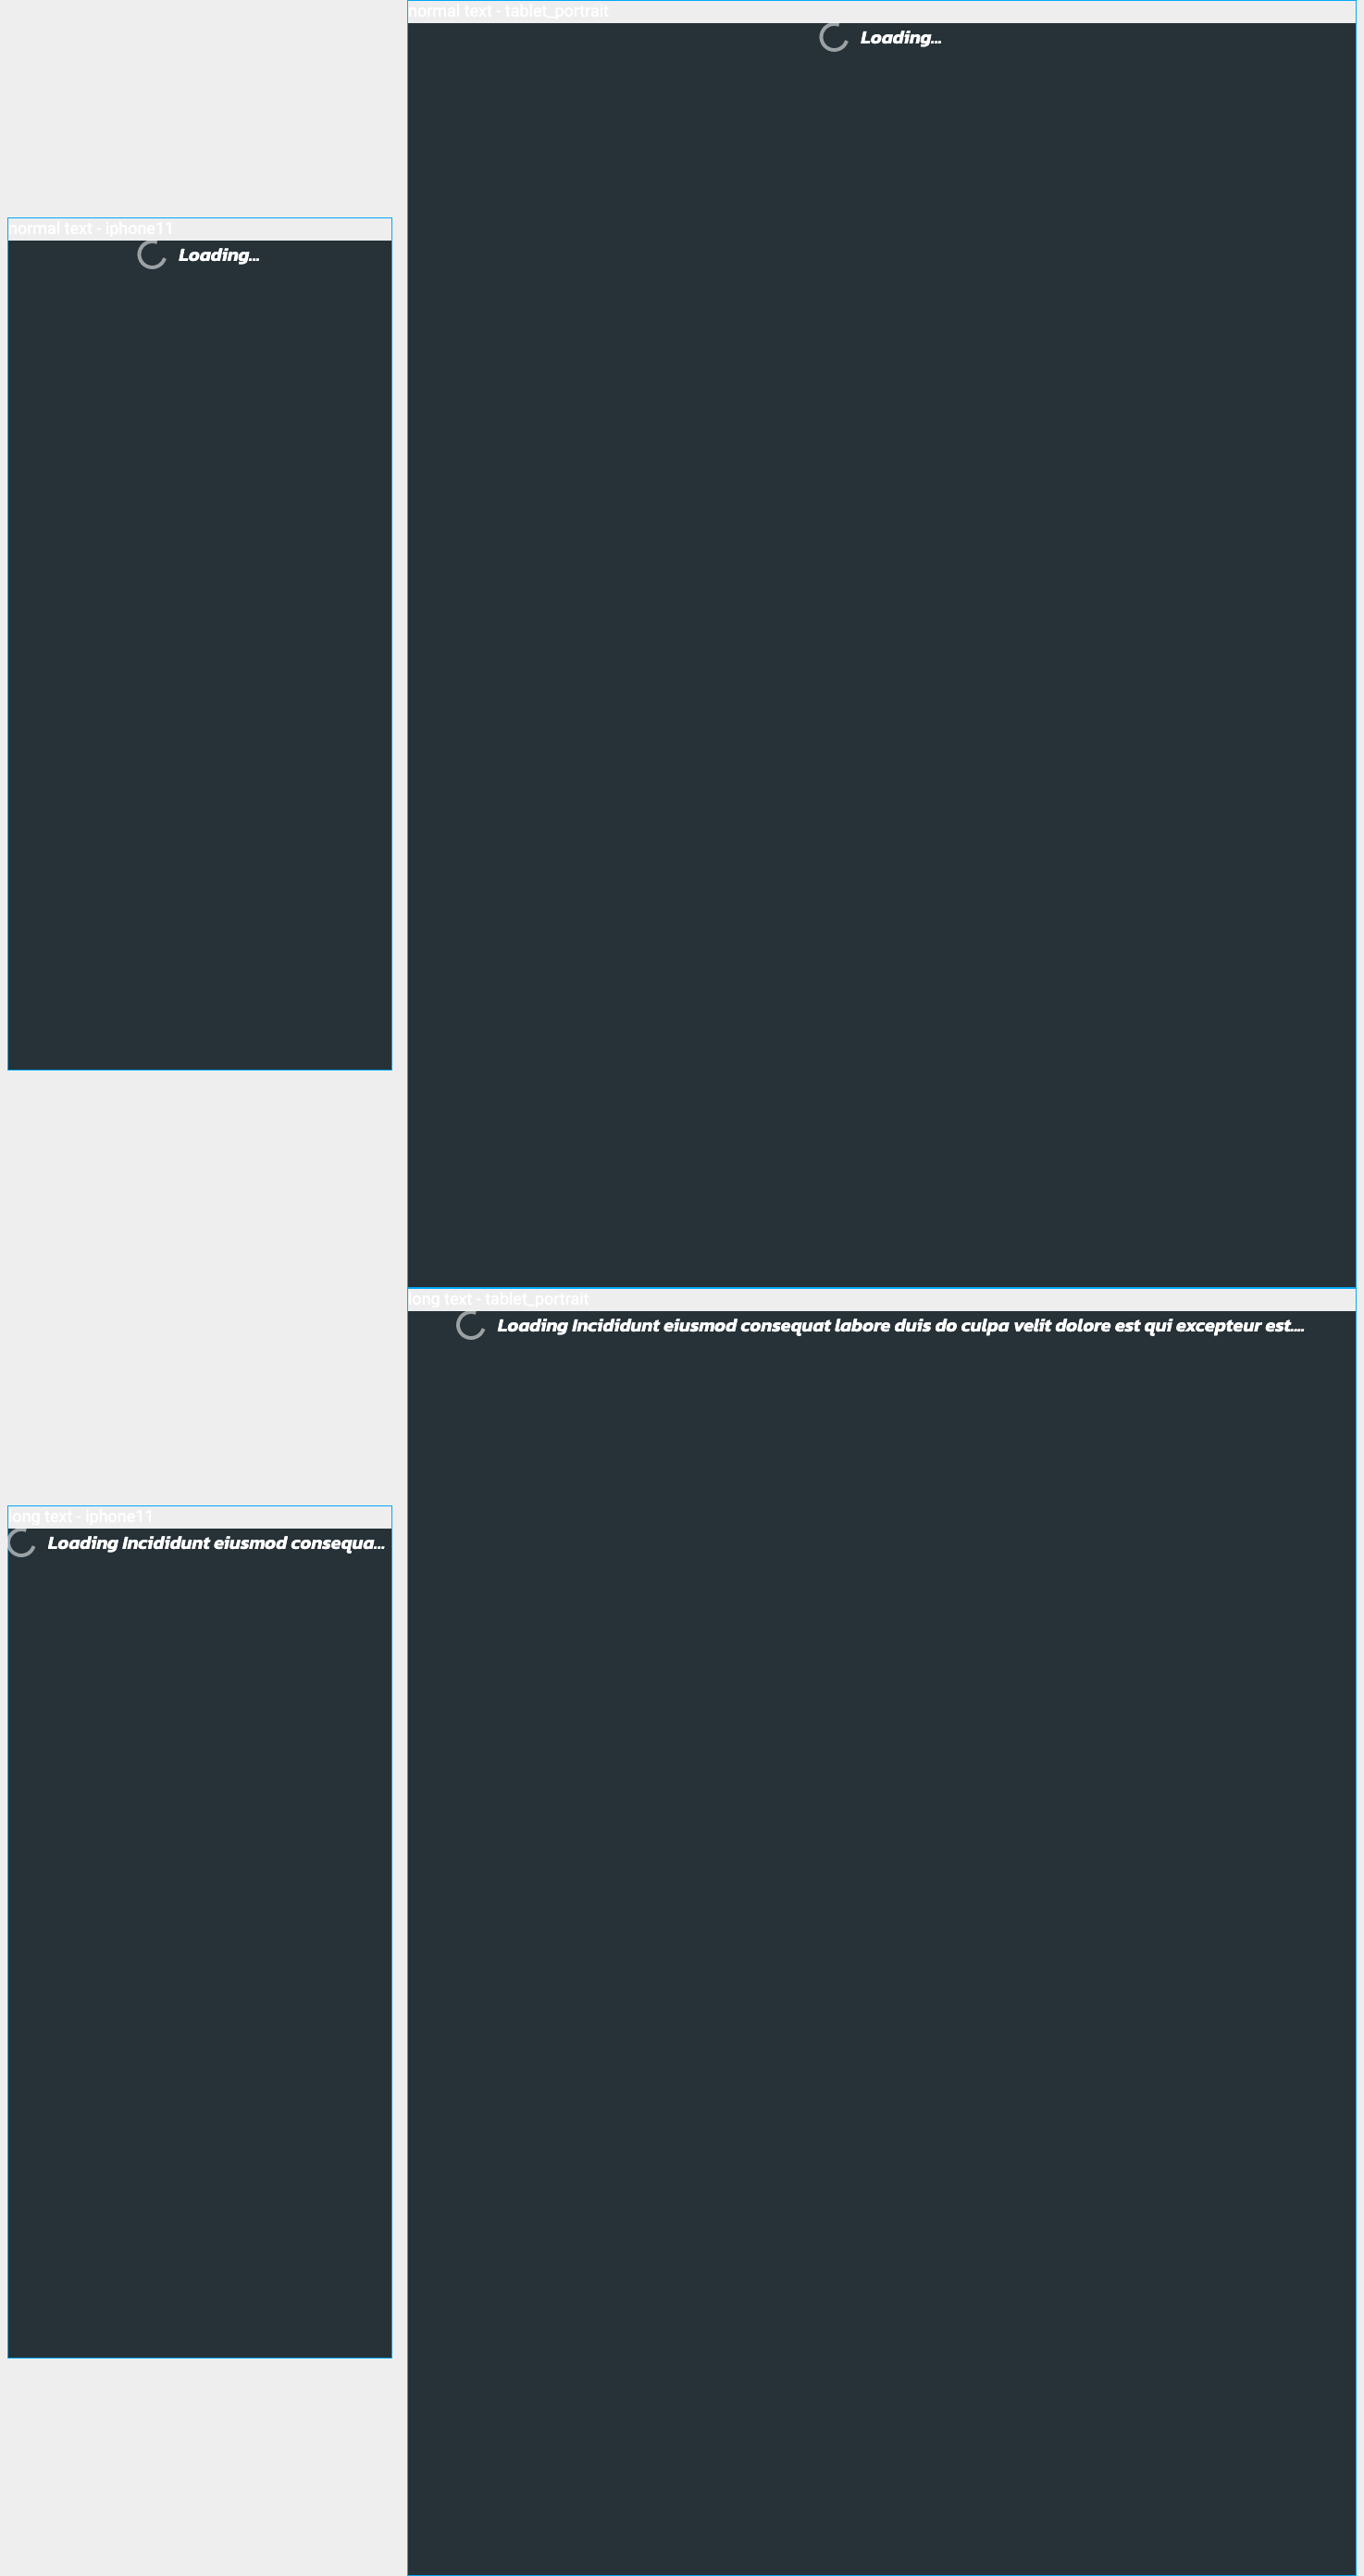 normal text - tablet_portrait
Loading...
normal text - iphone11
Loading...
long text - tablet_portrait
Loading Incididunt eiusmod consequat labore duis do culpa velit dolore est qui excepteur est....
long text - iphone11
Loading Incididunt eiusmod consequa...